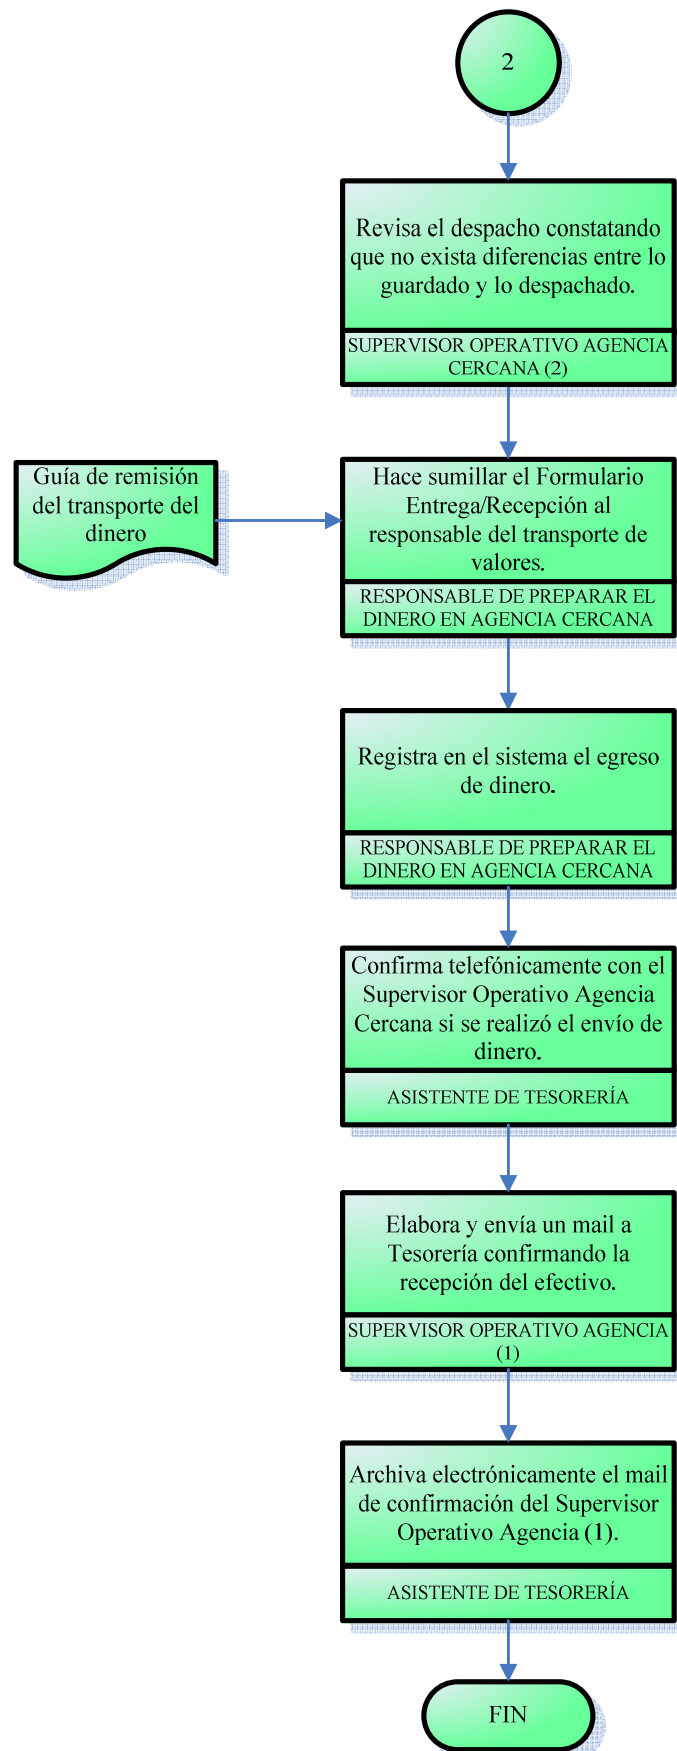 2
Revisa el despacho constatando
que no exista diferencias entre lo
guardado y lo despachado.
SUPERVISOR OPERATIVO AGENCIA
CERCANA (2)
Guía de remisión
del transporte del
dinero
Hace sumillar el Formulario
Entrega/Recepción al
responsable del transporte de
valores.
RESPONSABLE DE PREPARAR EL
DINERO EN AGENCIA CERCANA
Registra en el sistema el egreso
de dinero.
RESPONSABLE DE PREPARAR EL
DINERO EN AGENCIA CERCANA
Confirma telefónicamente con el
Supervisor Operativo Agencia
Cercana si se realizó el envío de
dinero.
ASISTENTE DE TESORERÍA
Elabora y envía un mail a
Tesorería confirmando la
recepción del efectivo.
SUPERVISOR OPERATIVO AGENCIA
(1)
Archiva electrónicamente el mail
de confirmación del Supervisor
Operativo Agencia (1).
ASISTENTE DE TESORERÍA
FIN